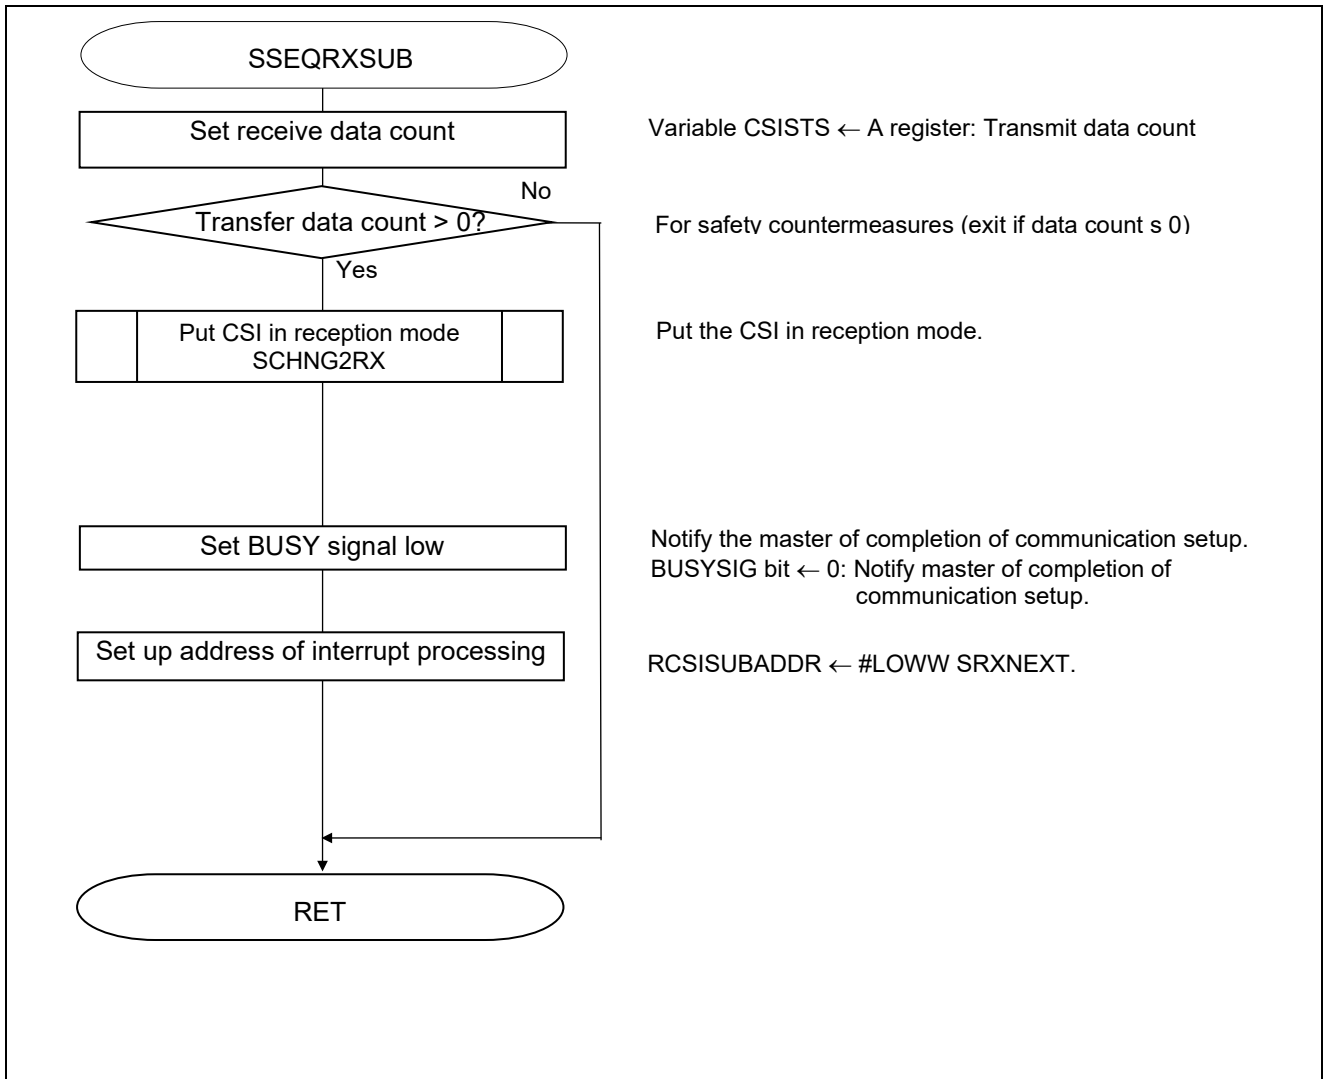 SSEQRXSUB
Set receive data count
Variable CSISTS ← A register: Transmit data count
No
Transfer data count > 0?
For safety countermeasures (exit if data count s 0)
Yes
Put CSI in reception mode
SCHNG2RX
Put the CSI in reception mode.
Set BUSY signal low
Notify the master of completion of communication setup.
BUSYSIG bit ← 0: Notify master of completion of
communication setup.
Set up address of interrupt processing
RCSISUBADDR ← #LOWW SRXNEXT.
RET